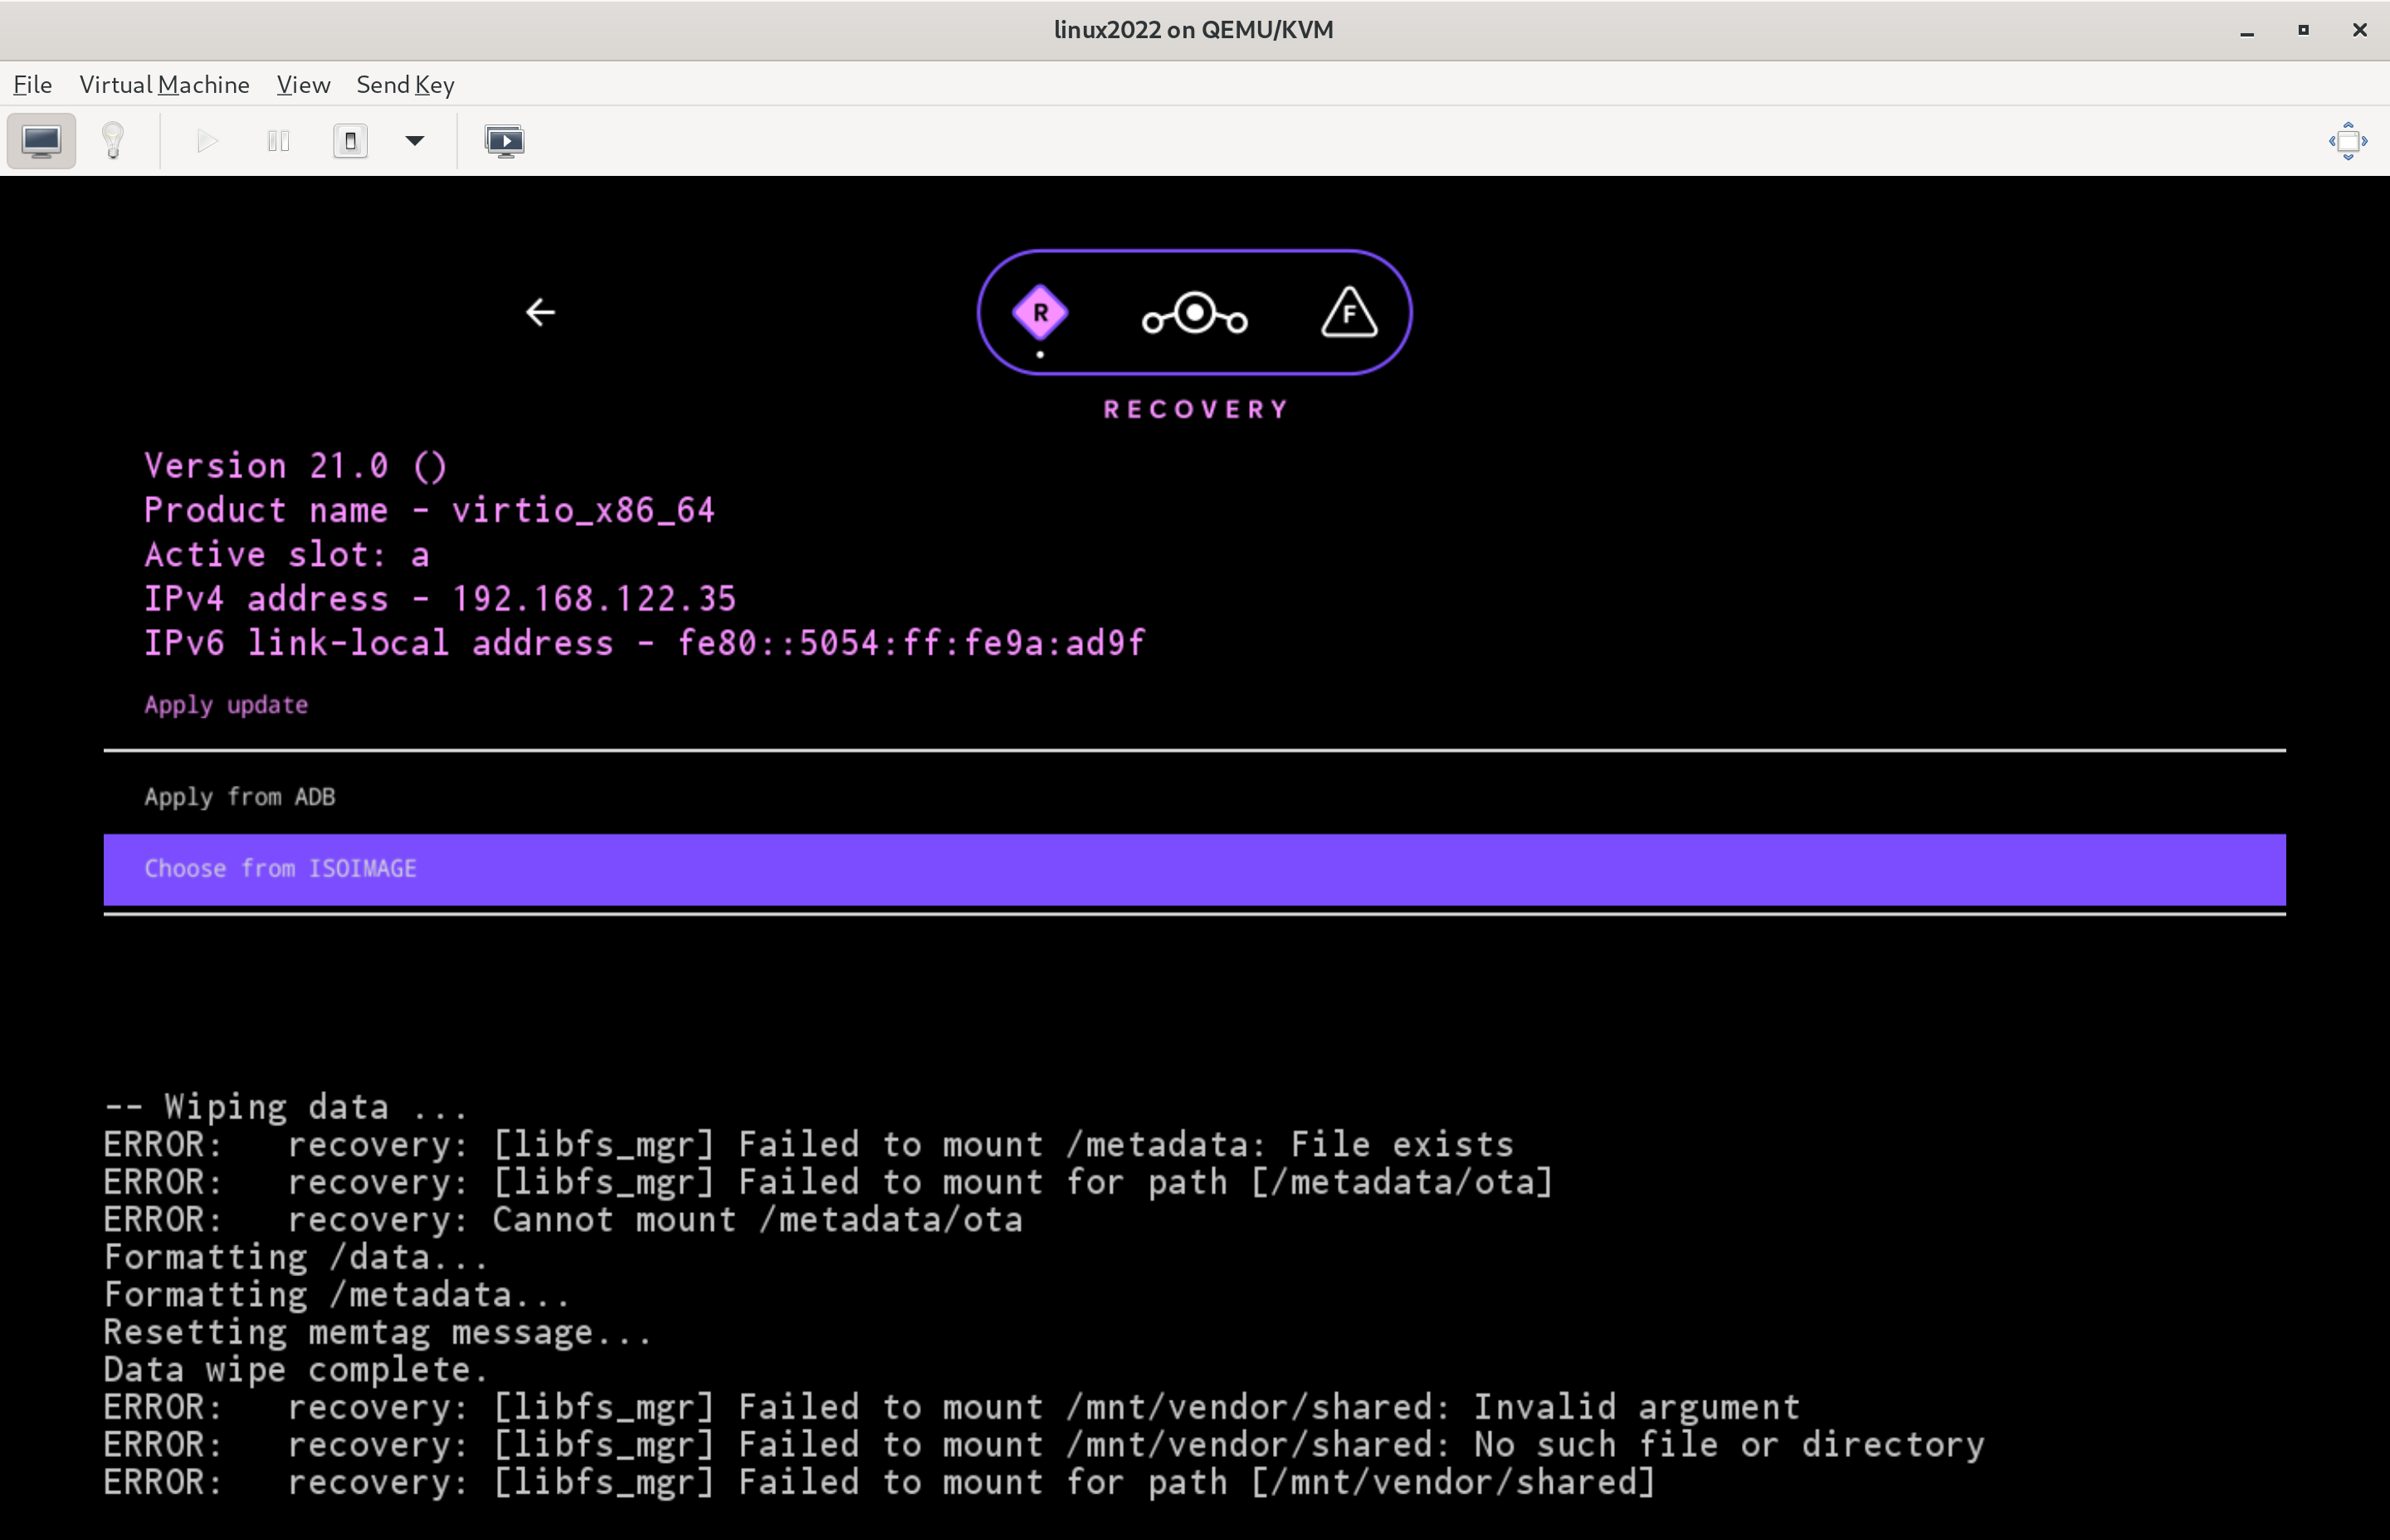 linux2022 on QEMU/KVM
File Virtual Machine View Send Key
R F
RECOVERY
Version 21.0 ()
Product name - virtio_x86_64
Active slot: a
IPv4 address - 192.168.122.35
IPv6 link-local address - fe80::5054:ff:fe9a:ad9f
Apply update
Apply from ADB
Choose from ISOIMAGE
-- Wiping data ...
ERROR:   recovery: [libfs_mgr] Failed to mount /metadata: File exists
ERROR:   recovery: [libfs_mgr] Failed to mount for path [/metadata/ota]
ERROR:   recovery: Cannot mount /metadata/ota
Formatting /data...
Formatting /metadata...
Resetting memtag message...
Data wipe complete.
ERROR:   recovery: [libfs_mgr] Failed to mount /mnt/vendor/shared: Invalid argument
ERROR:   recovery: [libfs_mgr] Failed to mount /mnt/vendor/shared: No such file or directory
ERROR:   recovery: [libfs_mgr] Failed to mount for path [/mnt/vendor/shared]